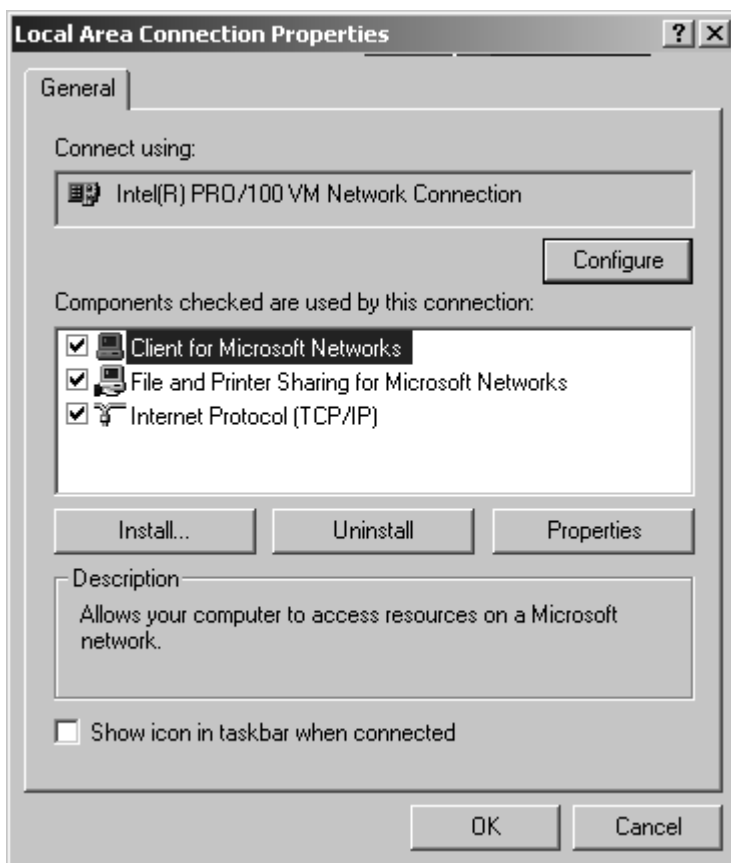 Local Area Connection Properties
General
Connect using:
Intel(R) PRO/100 VM Network Connection
Configure
Components checked are used by this connection:
Client for Microsoft Networks
File and Printer Sharing for Microsoft Networks
Internet Protocol (TCP/IP)
Install... Uninstall Properties
Description
Allows your computer to access resources on a Microsoft
network.
Show icon in taskbar when connected
OK Cancel